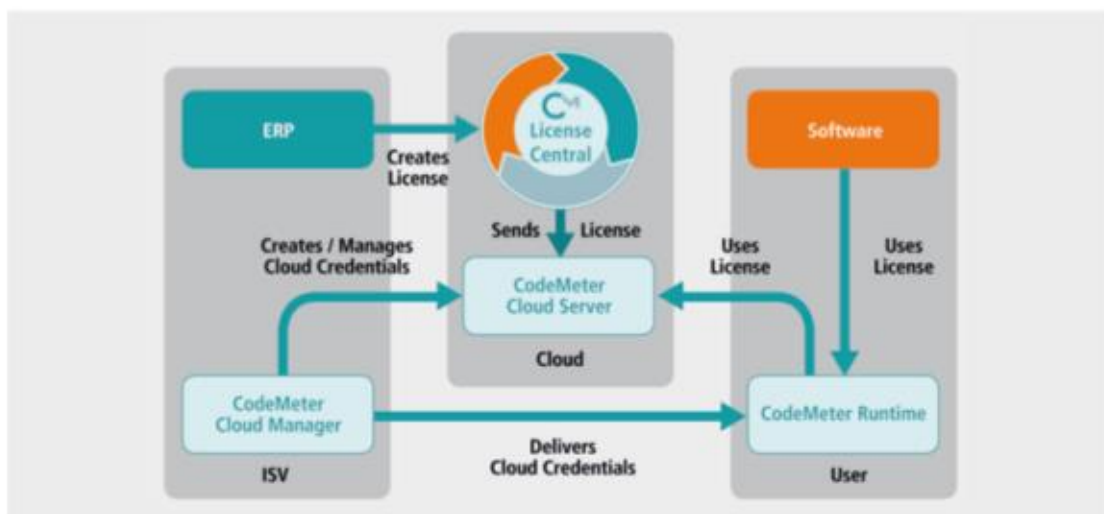 ERP
Creates
License
License
Central
Software
Sends License
Creates / Manages
Cloud Credentials
CodeMeter
Cloud Server
Uses
License
Uses
License
Cloud
CodeMeter
Cloud Manager
CodeMeter Runtime
Delivers
Cloud Credentials
ISV
User